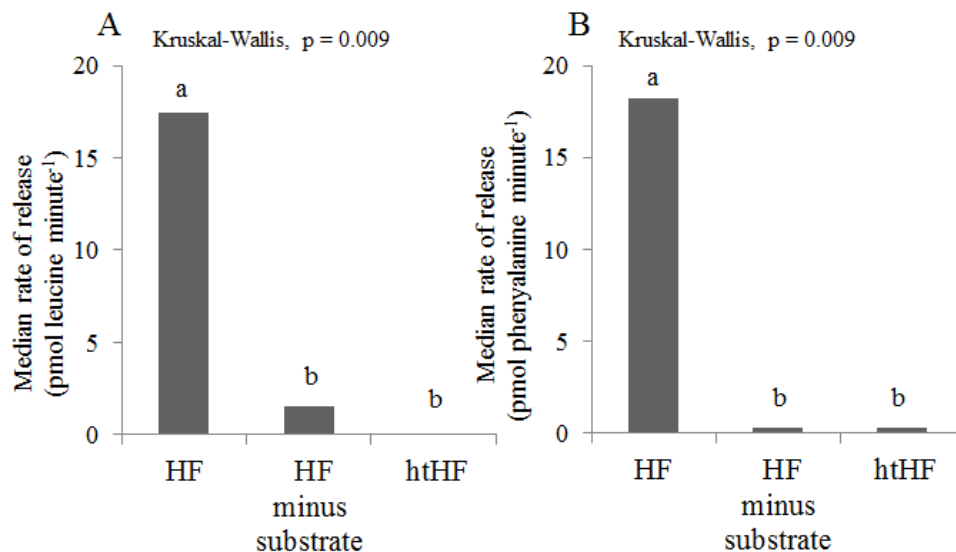 A
Kruskal-Wallis, p = 0.009
Median rate of release
(pmol leucine minute-1)
20
15
10
5
0
a
b
b
HF
HF
minus
substrate
htHF
B
Kruskal-Wallis, p = 0.009
Median rate of release
(pmol phenyalanine minute-1)
20
15
10
5
0
a
b
b
HF
HF
minus
substrate
htHF